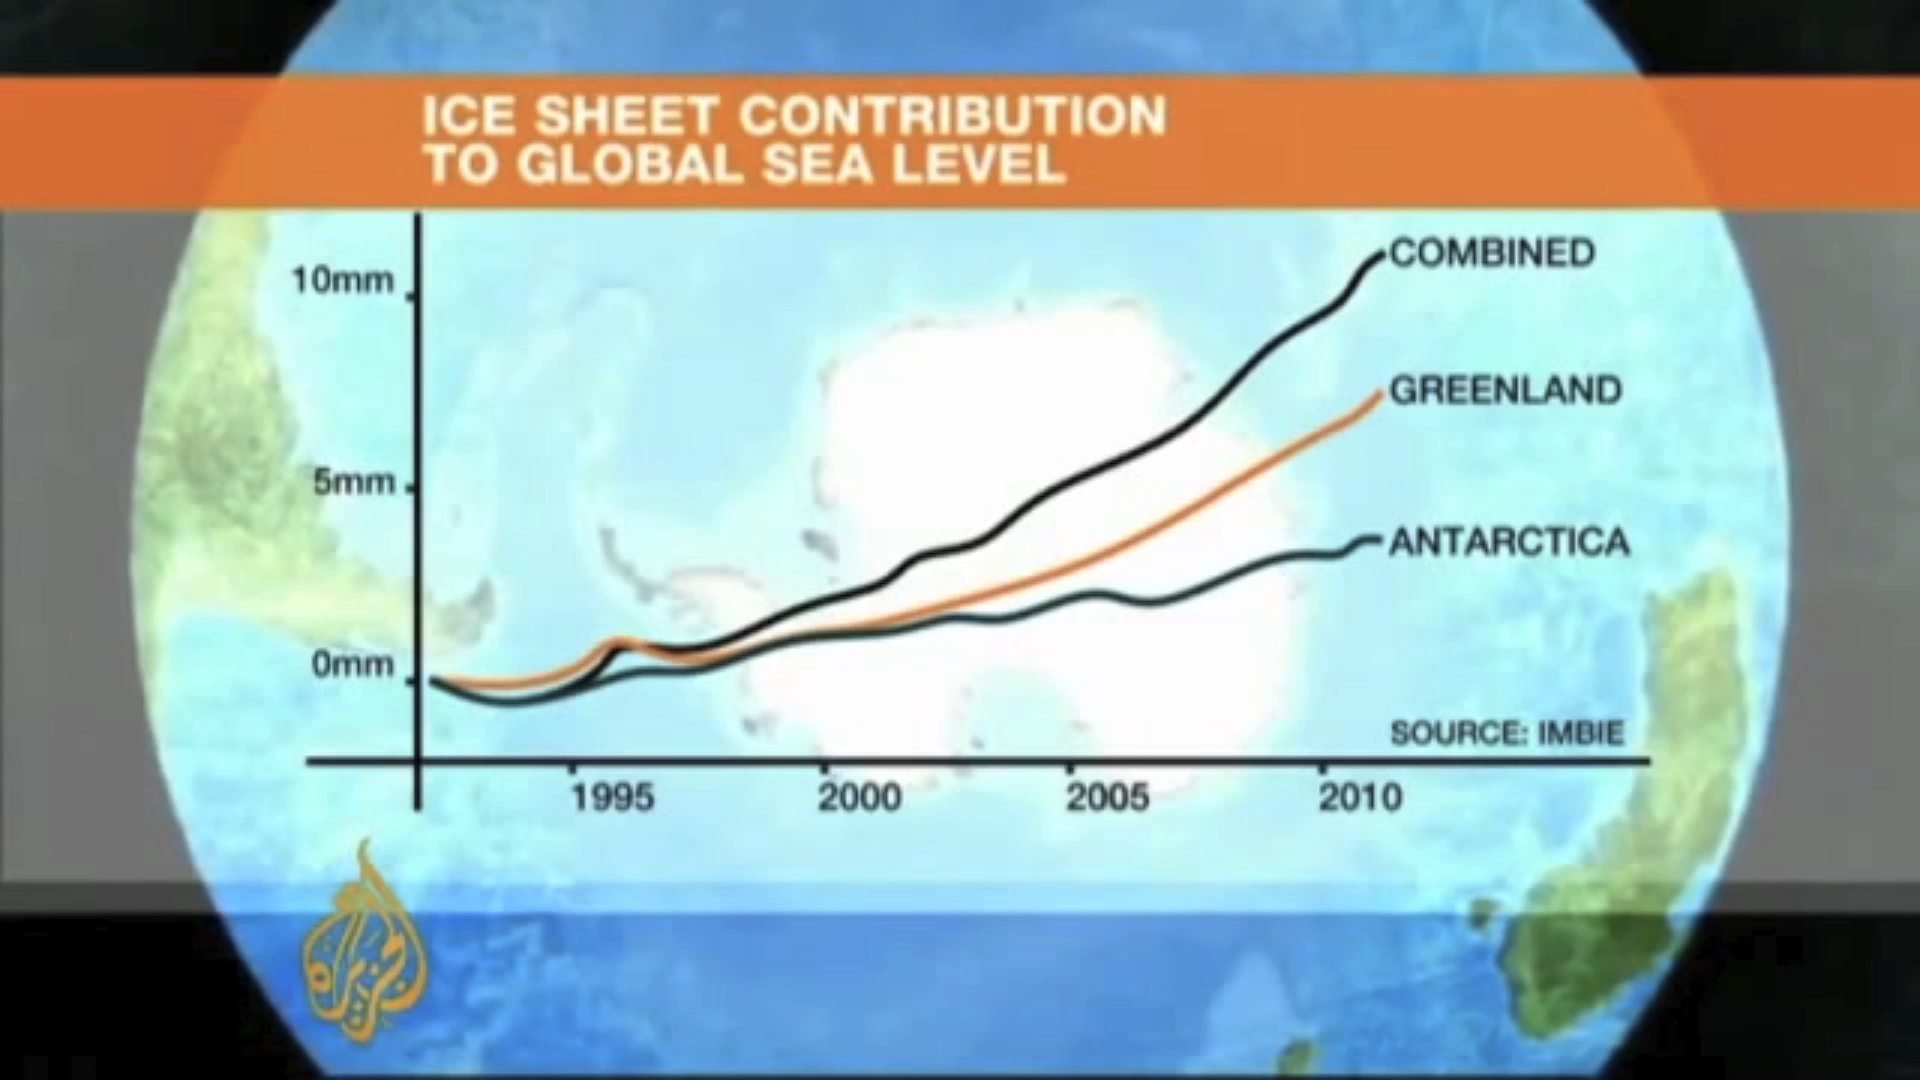 ICE SHEET CONTRIBUTION
TO GLOBAL SEA LEVEL
COMBINED
10mm
GREENLAND
5mm
ANTARCTICA
0mm
SOURCE: IMBIE
1995 2000 2005 2010
الجزيرة